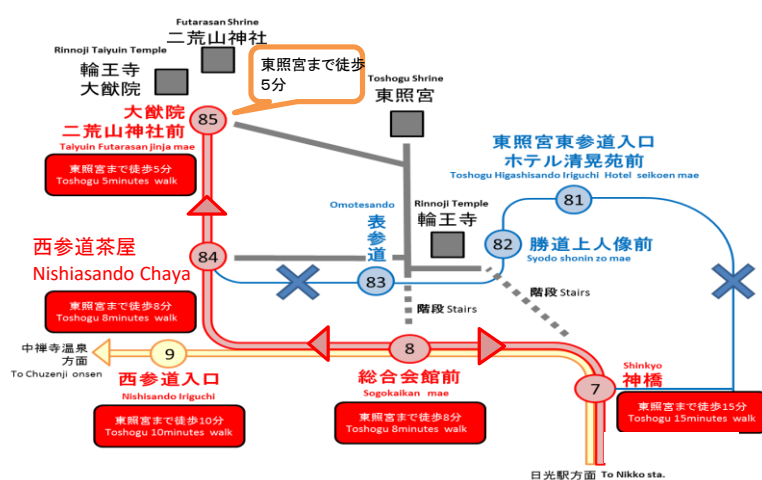 Futarasan Shrine
二荒山神社
Rinnoji Taiyuin Temple
輪王寺
大猷院
東照宮まで徒歩
5分
Toshogu Shrine
東照宮
大猷院
二荒山神社前
Taiyuin Futarasan jinja mae
85
東照宮まで徒歩5分
Toshogu 5minutes walk
東照宮東参道入口
ホテル清晃苑前
Toshogu Higashisando Iriguchi Hotel seikoen mae
81
Omotesando
表参道
Rinnoji Temple
輪王寺
82
勝道上人像前
Syodo shonin zo mae
西参道茶屋
Nishiasando Chaya
84
83
東照宮まで徒歩8分
Toshogu 8minutes walk
階段 Stairs
階段 Stairs
中禅寺温泉
方面
To Chuzenji onsen
9
西参道入口
Nishisando Iriguchi
東照宮まで徒歩10分
Toshogu 10minutes walk
8
総合会館前
Sogokaikan mae
東照宮まで徒歩8分
Toshogu 8minutes walk
Shinkyo
神橋
7
東照宮まで徒歩15分
Toshogu 15minutes walk
日光駅方面 To Nikko sta.